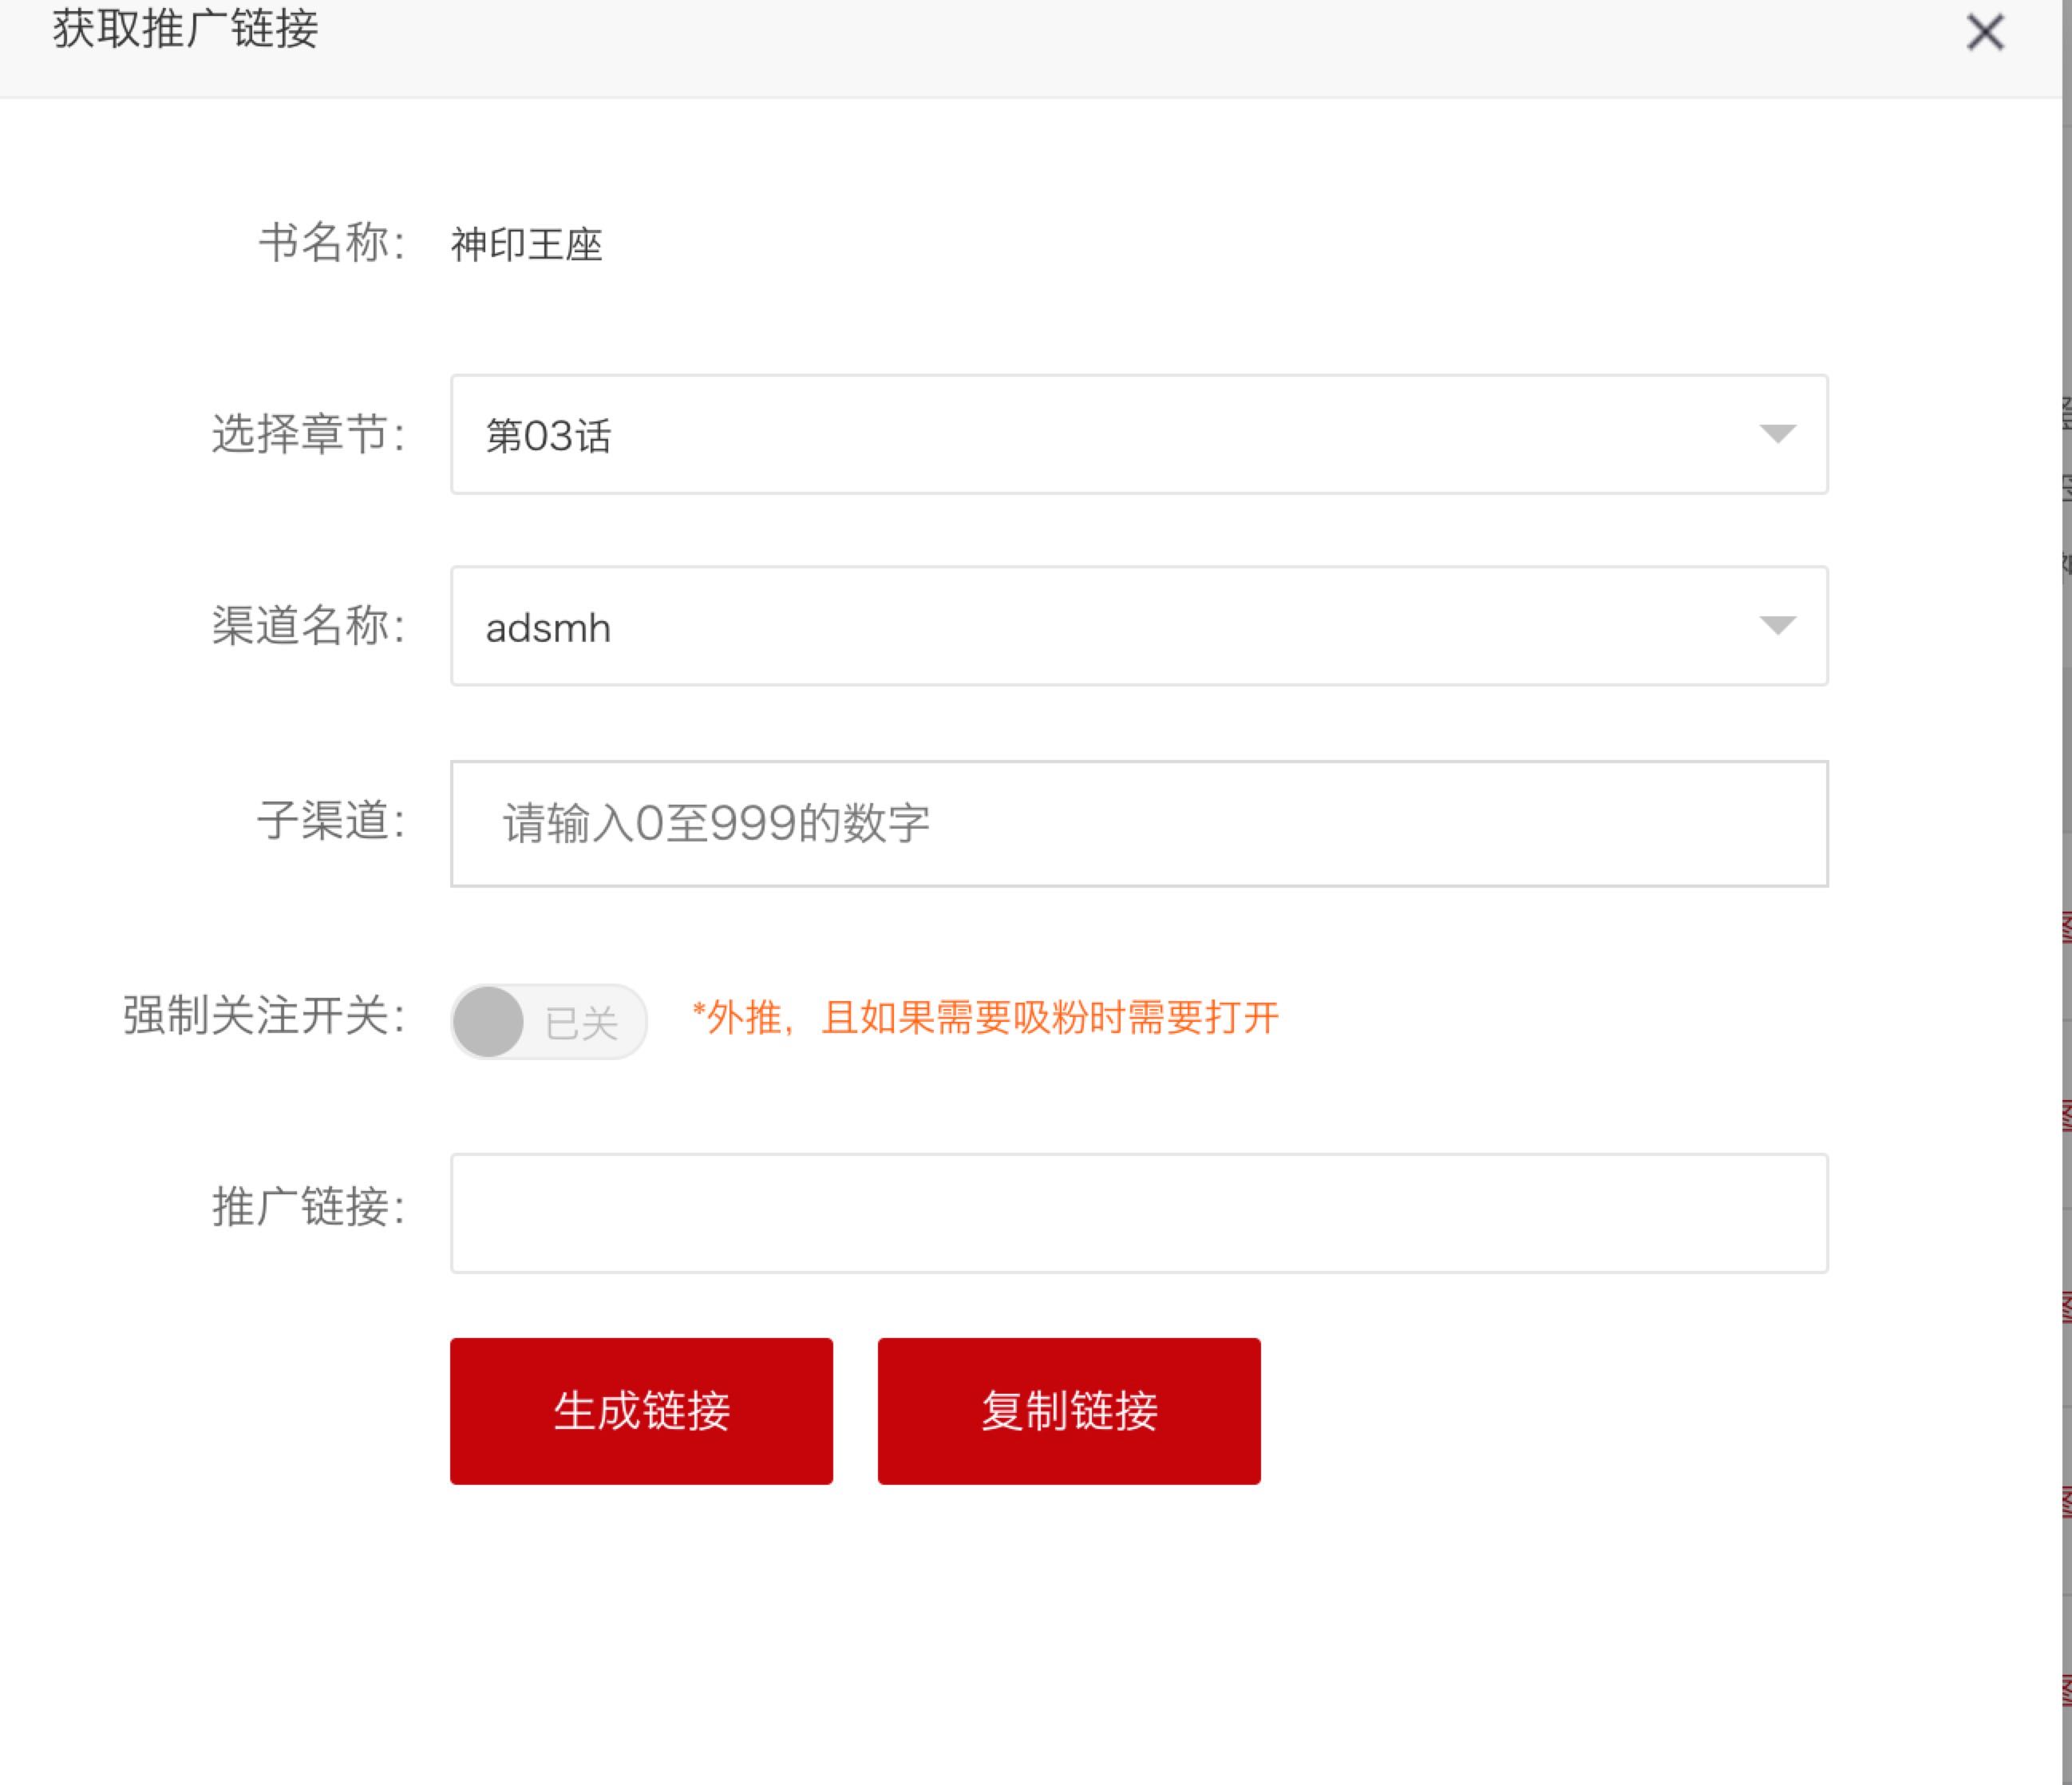 获取推广链接
书名称： 神印王座
选择章节： 第03话
渠道名称： adsmh
子渠道： 请输入0至999的数字
强制关注开关： 已关 *外推，且如果需要吸粉时需要打开
推广链接：
生成链接 复制链接